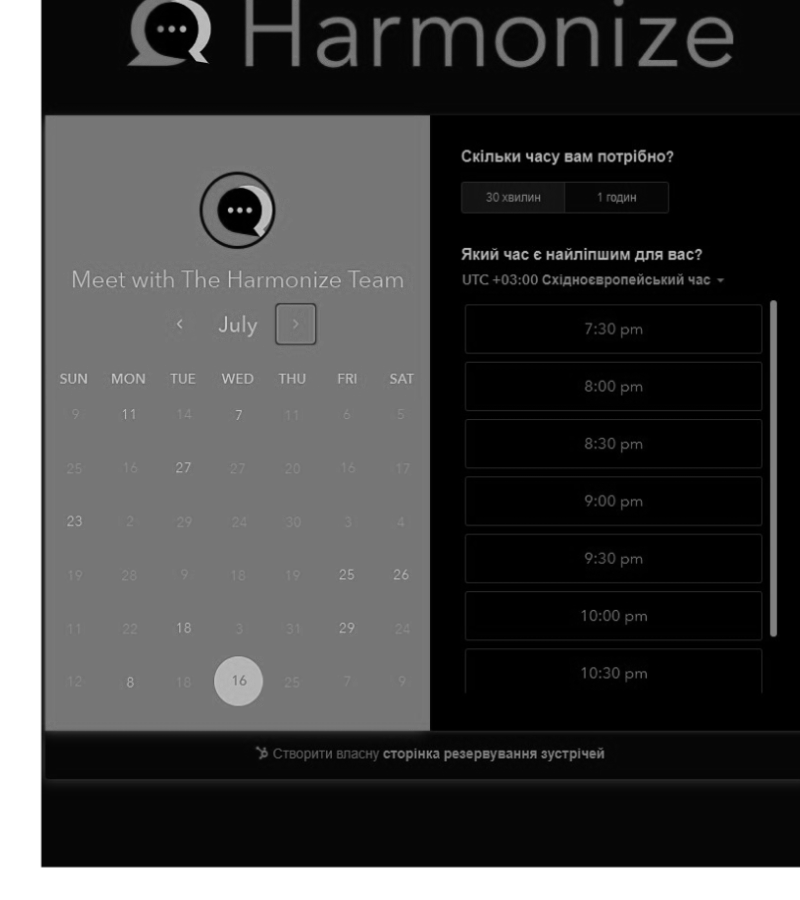 Harmonize
Meet with The Harmonize Team
July
SUN MON TUE WED THU FRI SAT
9 11 14 7 11 6 5
25 16 27 27 20 16 17
23 2 29 24 30 3 4
19 28 9 18 19 25 26
11 22 18 3 31 29 24
12 8 18 16 25 7 9
Скільки часу вам потрібно?
30 хвилин 1 годин
Який час є найліпшим для вас?
UTC +03:00 Східноєвропейський час
7:30 pm
8:00 pm
8:30 pm
9:00 pm
9:30 pm
10:00 pm
10:30 pm
Створити власну сторінка резервування зустрічей